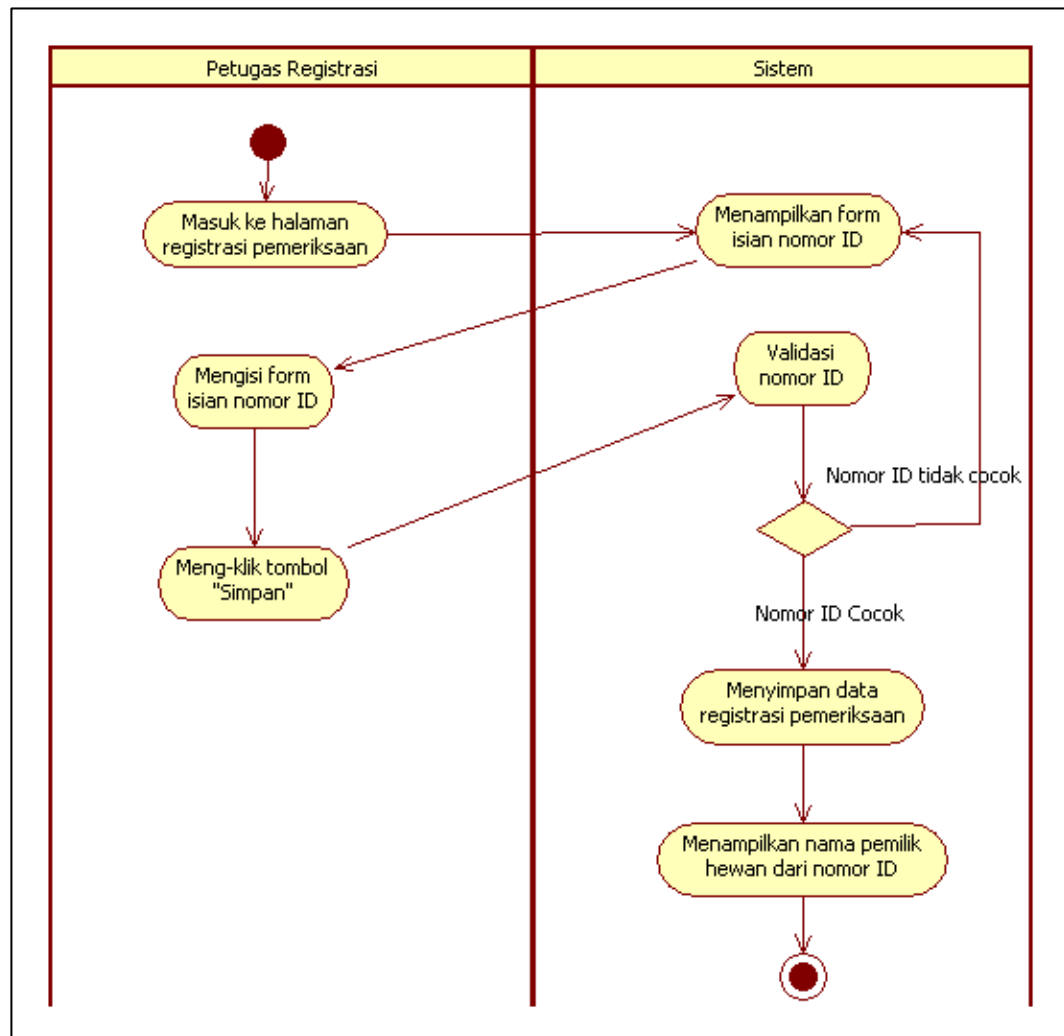 Petugas Registrasi
Sistem
Masuk ke halaman
registrasi pemeriksaan
Menampilkan form
isian nomor ID
Mengisi form
isian nomor ID
Validasi
nomor ID
Nomor ID tidak cocok
Meng-klik tombol
"Simpan"
Nomor ID Cocok
Menyimpan data
registrasi pemeriksaan
Menampilkan nama pemilik
hewan dari nomor ID